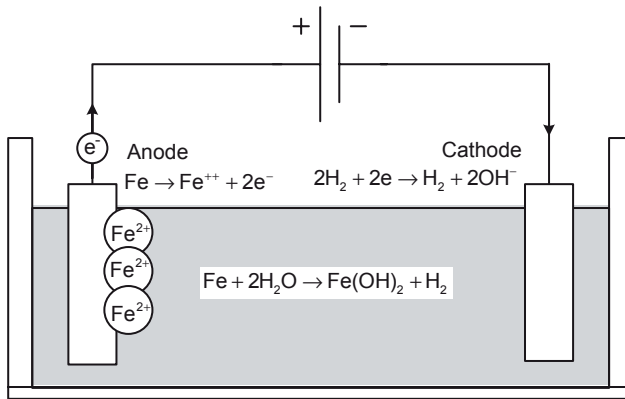 + −
e⁻
Anode
Fe → Fe⁺⁺ + 2e⁻
Cathode
2H₂ + 2e → H₂ + 2OH⁻
Fe²⁺
Fe²⁺
Fe²⁺
Fe + 2H₂O → Fe(OH)₂ + H₂